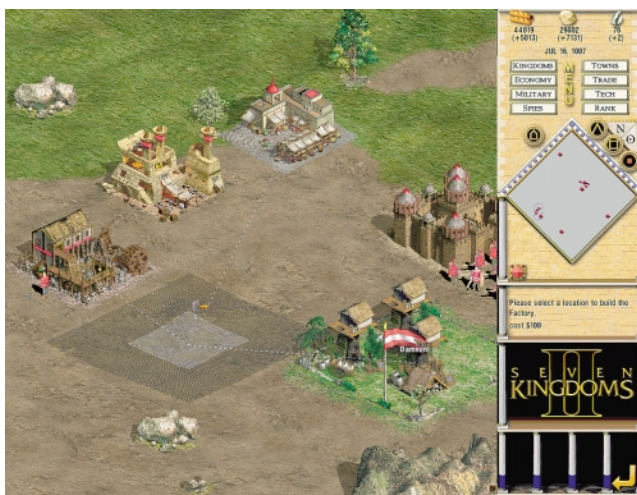 44019 29882 76
(+5013) (+7131) (+2)
JUL 16, 1007
KINGDOMS TOWNS
ECONOMY TRADE
MILITARY TECH
SPIES RANK
MENU
N
Please select a location to build the
Factory.
cost $100
SEVEN
II
KINGDOMS